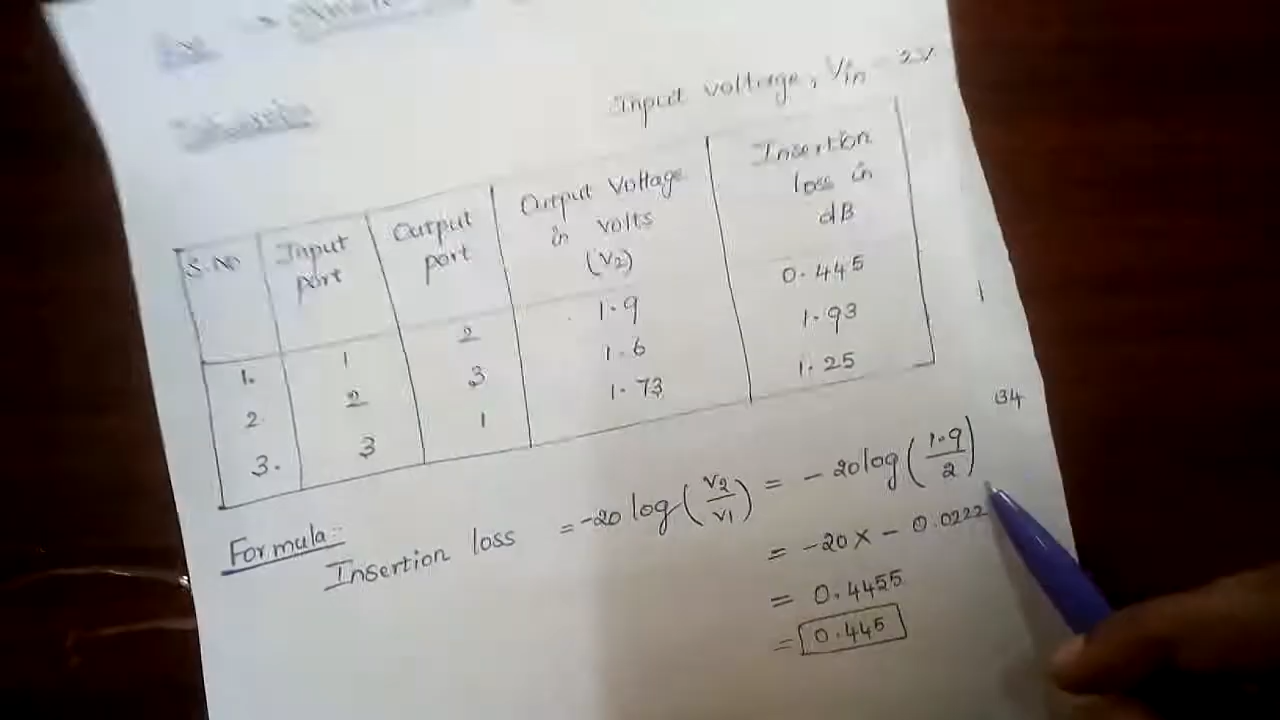 Input voltage, Vin = 2V
S.NO | Input port | Output port | Output Voltage in volts (V2) | Insertion loss in dB
1. | 1 | 2 | 1.9 | 0.445
2. | 2 | 3 | 1.6 | 1.93
3. | 3 | 1 | 1.73 | 1.25
Formula:-
Insertion loss = -20 log (V2/V1) = - 20 log (1.9/2)
= -20 X - 0.0222
= 0.4455
= 0.445